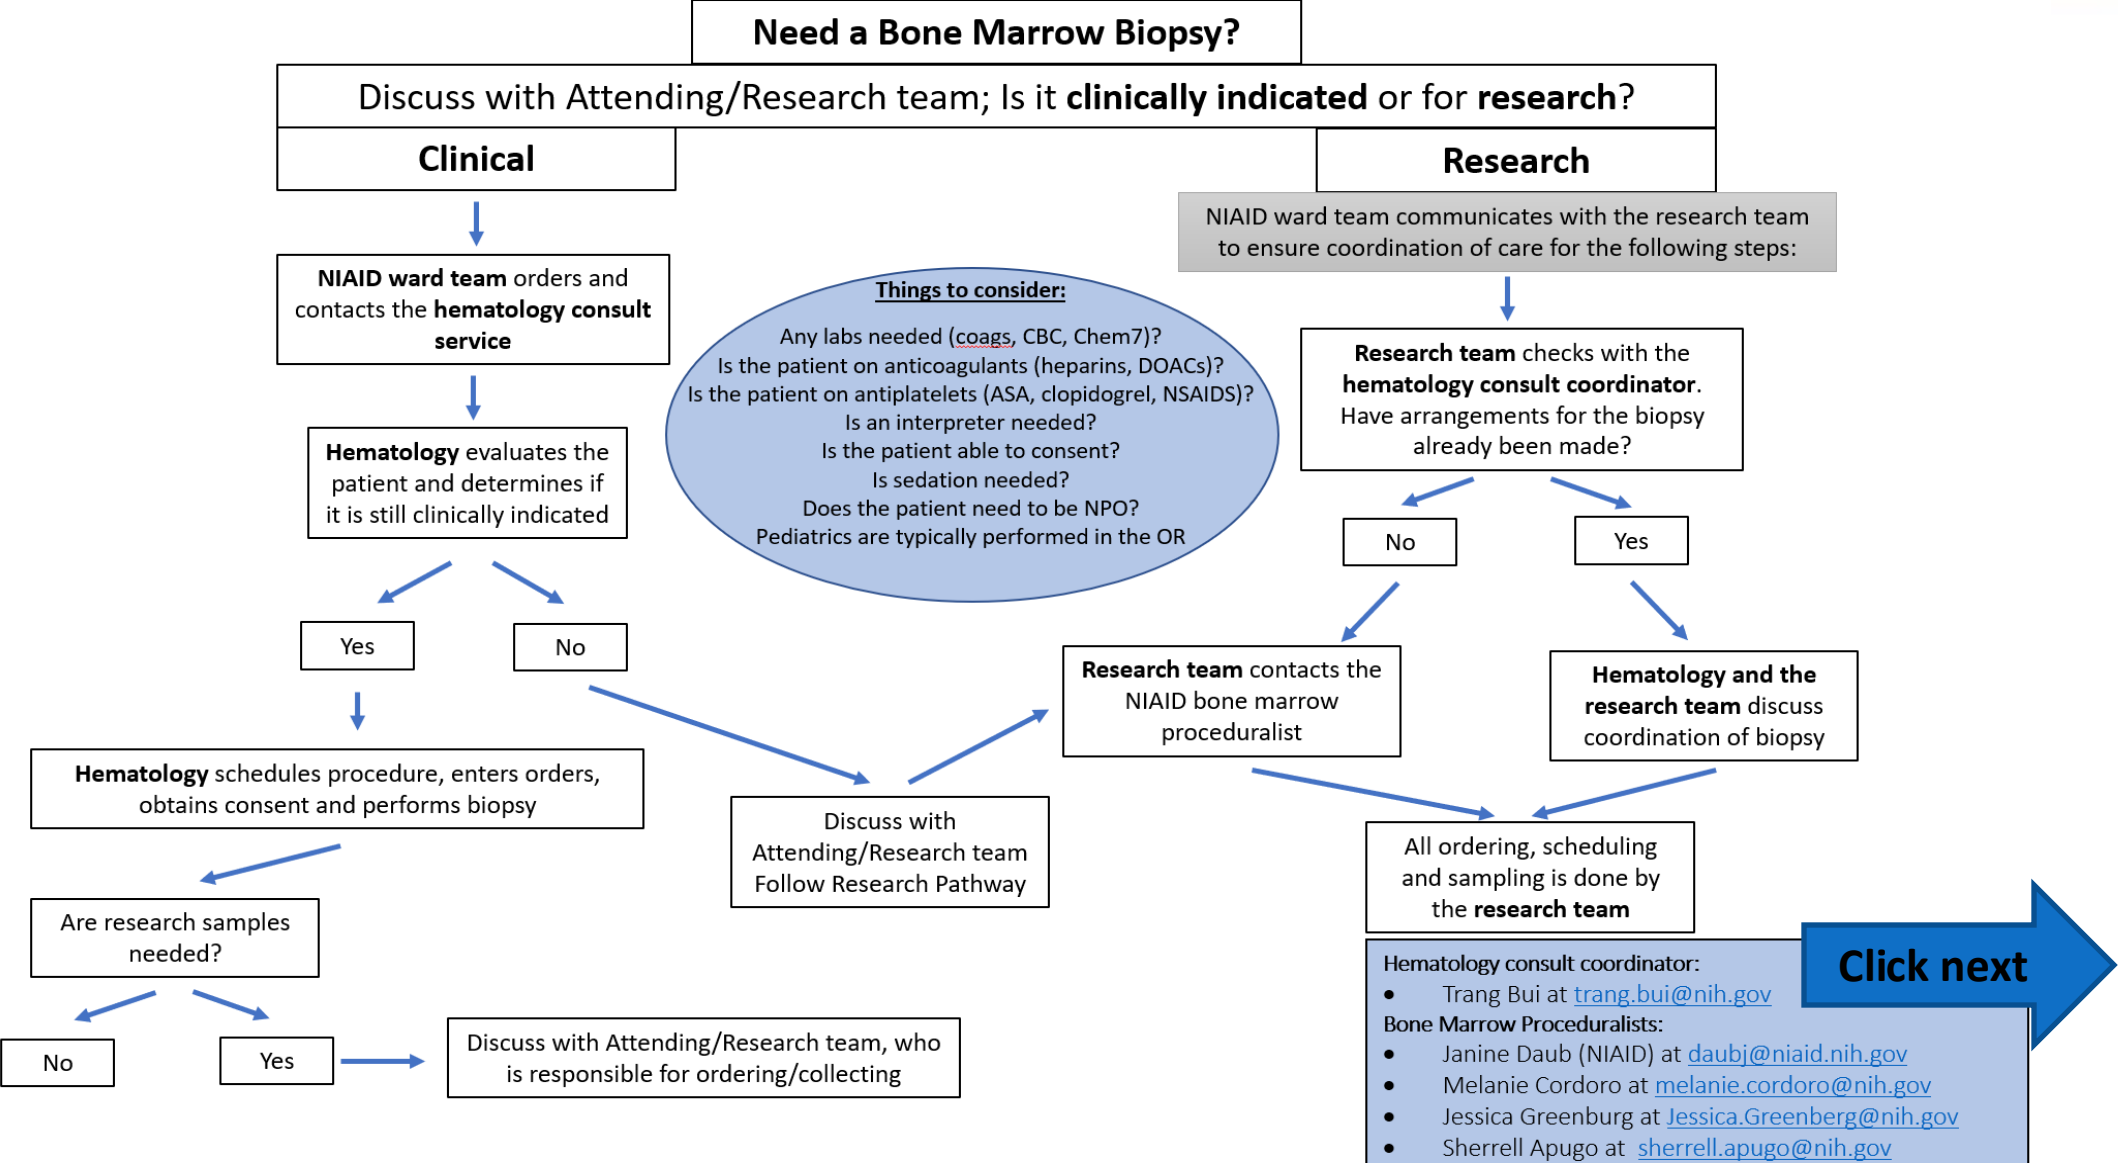 Need a Bone Marrow Biopsy?
Discuss with Attending/Research team; Is it clinically indicated or for research?
Clinical
NIAID ward team orders and
contacts the hematology consult
service
Hematology evaluates the
patient and determines if
it is still clinically indicated
Yes
No
Hematology schedules procedure, enters orders,
obtains consent and performs biopsy
Are research samples
needed?
No
Yes
Discuss with Attending/Research team, who
is responsible for ordering/collecting
Things to consider:
Any labs needed (coags, CBC, Chem7)?
Is the patient on anticoagulants (heparins, DOACs)?
Is the patient on antiplatelets (ASA, clopidogrel, NSAIDS)?
Is an interpreter needed?
Is the patient able to consent?
Is sedation needed?
Does the patient need to be NPO?
Pediatrics are typically performed in the OR
Discuss with
Attending/Research team
Follow Research Pathway
Research
NIAID ward team communicates with the research team
to ensure coordination of care for the following steps:
Research team checks with the
hematology consult coordinator.
Have arrangements for the biopsy
already been made?
No
Yes
Research team contacts the
NIAID bone marrow
proceduralist
Hematology and the
research team discuss
coordination of biopsy
All ordering, scheduling
and sampling is done by
the research team
Hematology consult coordinator:
• Trang Bui at trang.bui@nih.gov
Bone Marrow Proceduralists:
• Janine Daub (NIAID) at daubj@niaid.nih.gov
• Melanie Cordoro at melanie.cordoro@nih.gov
• Jessica Greenburg at Jessica.Greenberg@nih.gov
• Sherrell Apugo at sherrell.apugo@nih.gov
Click next